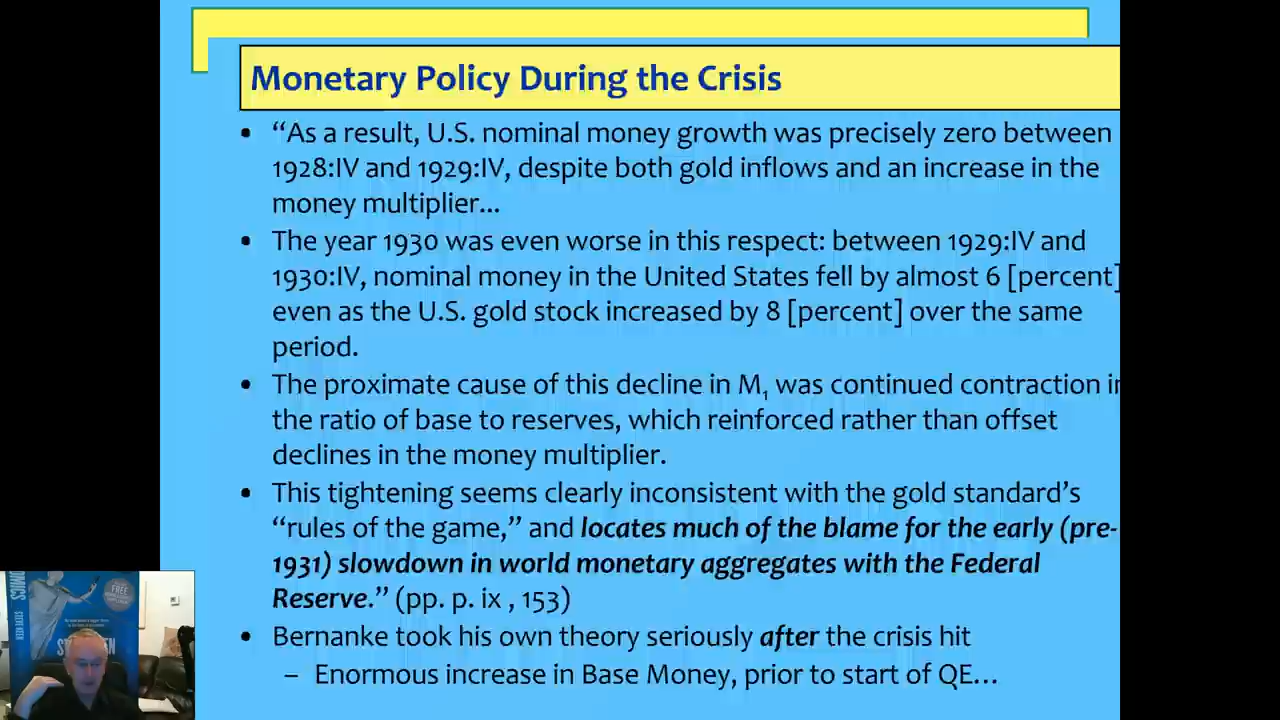 Monetary Policy During the Crisis
• “As a result, U.S. nominal money growth was precisely zero between
1928:IV and 1929:IV, despite both gold inflows and an increase in the
money multiplier...
• The year 1930 was even worse in this respect: between 1929:IV and
1930:IV, nominal money in the United States fell by almost 6 [percent]
even as the U.S. gold stock increased by 8 [percent] over the same
period.
• The proximate cause of this decline in M₁ was continued contraction in
the ratio of base to reserves, which reinforced rather than offset
declines in the money multiplier.
• This tightening seems clearly inconsistent with the gold standard’s
“rules of the game,” and locates much of the blame for the early (pre-
1931) slowdown in world monetary aggregates with the Federal
Reserve.” (pp. p. ix , 153)
• Bernanke took his own theory seriously after the crisis hit
– Enormous increase in Base Money, prior to start of QE...
OMICS
STEVE KEEN
FREE